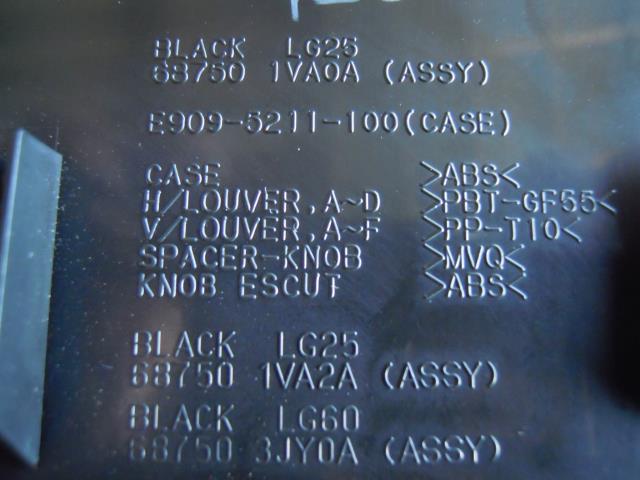 BLACK LG25
68750 1VA0A (ASSY)
E909-5211-100(CASE)
CASE >ABS<
H/LOUVER,A~D >PBT-GF55<
V/LOUVER,A~F >PP-T10<
SPACER-KNOB >MVQ<
KNOB ESCUT >ABS<
BLACK LG25
68750 1VA2A (ASSY)
BLACK LG60
68750 3JY0A (ASSY)